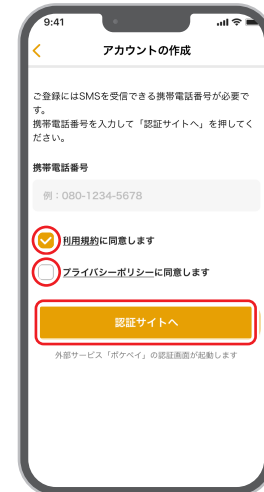 9:41
アカウントの作成
ご登録にはSMSを受信できる携帯電話番号が必要で
す。
携帯電話番号を入力して「認証サイトへ」を押してく
ださい。
携帯電話番号
例：080-1234-5678
利用規約に同意します
プライバシーポリシーに同意します
認証サイトへ
外部サービス「ポケペイ」の認証画面が起動します